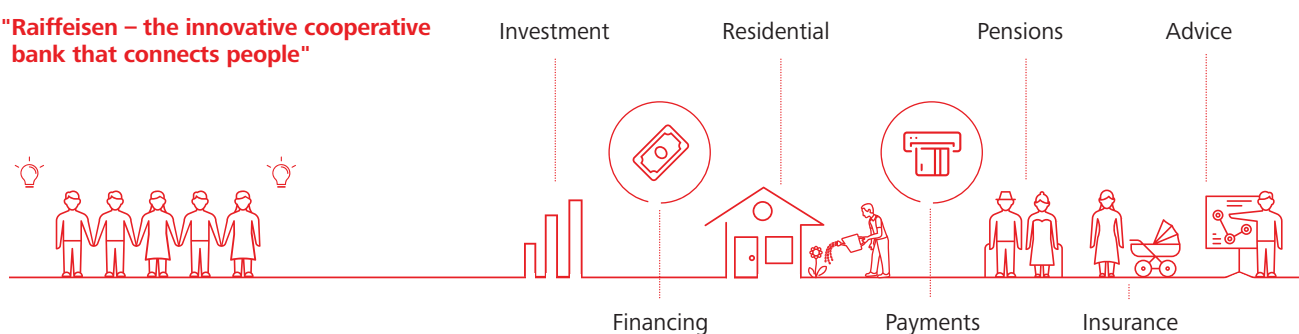 "Raiffeisen – the innovative cooperative
bank that connects people"
Investment
Residential
Pensions
Advice
Financing
Payments
Insurance